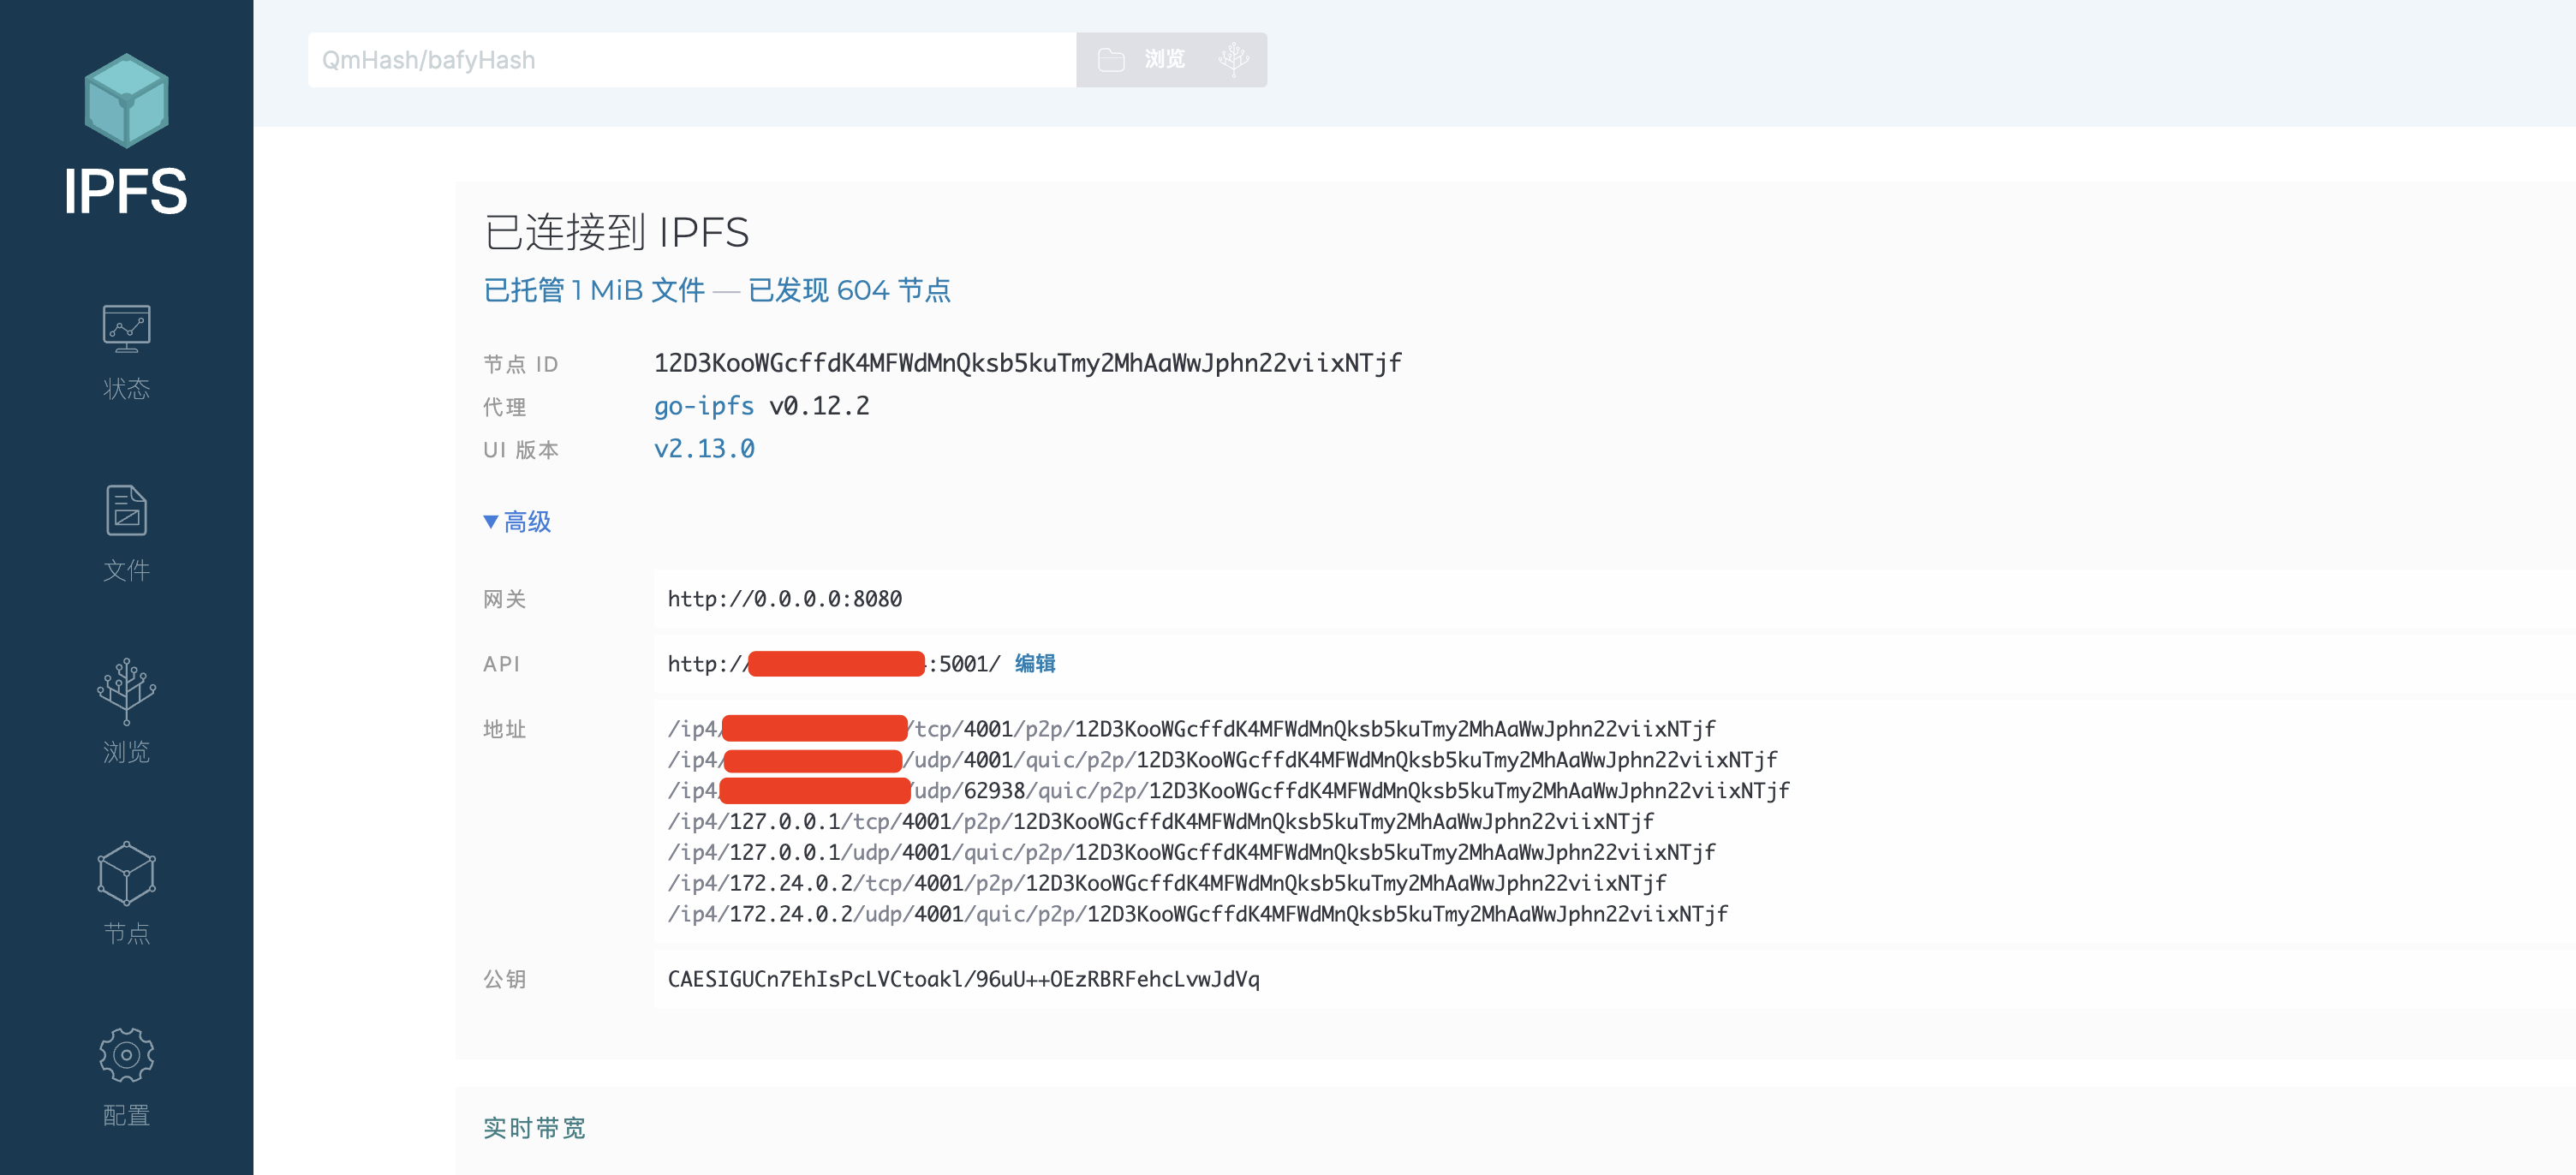 IPFS
状态
文件
浏览
节点
配置
QmHash/bafyHash
浏览
已连接到 IPFS
已托管 1 MiB 文件 — 已发现 604 节点
节点 ID 12D3KooWGcffdK4MFWdMnQksb5kuTmy2MhAaWwJphn22viixNTjf
代理 go-ipfs v0.12.2
UI 版本 v2.13.0
▼高级
网关 http://0.0.0.0:8080
API http:// :5001/ 编辑
地址 /ip4/ /tcp/4001/p2p/12D3KooWGcffdK4MFWdMnQksb5kuTmy2MhAaWwJphn22viixNTjf
/ip4/ /udp/4001/quic/p2p/12D3KooWGcffdK4MFWdMnQksb5kuTmy2MhAaWwJphn22viixNTjf
/ip4/ /udp/62938/quic/p2p/12D3KooWGcffdK4MFWdMnQksb5kuTmy2MhAaWwJphn22viixNTjf
/ip4/127.0.0.1/tcp/4001/p2p/12D3KooWGcffdK4MFWdMnQksb5kuTmy2MhAaWwJphn22viixNTjf
/ip4/127.0.0.1/udp/4001/quic/p2p/12D3KooWGcffdK4MFWdMnQksb5kuTmy2MhAaWwJphn22viixNTjf
/ip4/172.24.0.2/tcp/4001/p2p/12D3KooWGcffdK4MFWdMnQksb5kuTmy2MhAaWwJphn22viixNTjf
/ip4/172.24.0.2/udp/4001/quic/p2p/12D3KooWGcffdK4MFWdMnQksb5kuTmy2MhAaWwJphn22viixNTjf
公钥 CAESIGUCn7EhIsPcLVCtoakl/96uU++OEzRBRFehcLvwJdVq
实时带宽